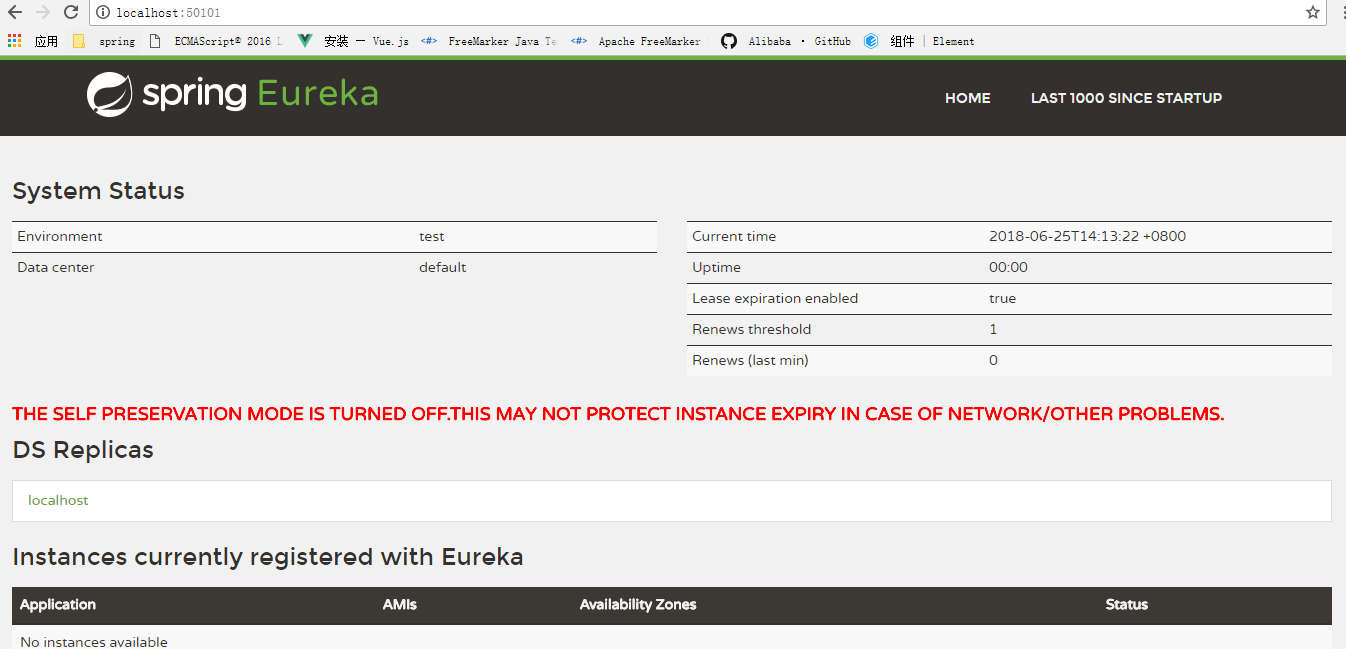 localhost:50101
应用 spring ECMAScript® 2016 L 安装 — Vue.js FreeMarker Java Te Apache FreeMarker Alibaba · GitHub 组件 | Element
spring Eureka HOME LAST 1000 SINCE STARTUP
System Status
Environment test Current time 2018-06-25T14:13:22 +0800
Data center default Uptime 00:00
Lease expiration enabled true
Renews threshold 1
Renews (last min) 0
THE SELF PRESERVATION MODE IS TURNED OFF.THIS MAY NOT PROTECT INSTANCE EXPIRY IN CASE OF NETWORK/OTHER PROBLEMS.
DS Replicas
localhost
Instances currently registered with Eureka
Application AMIs Availability Zones Status
No instances available